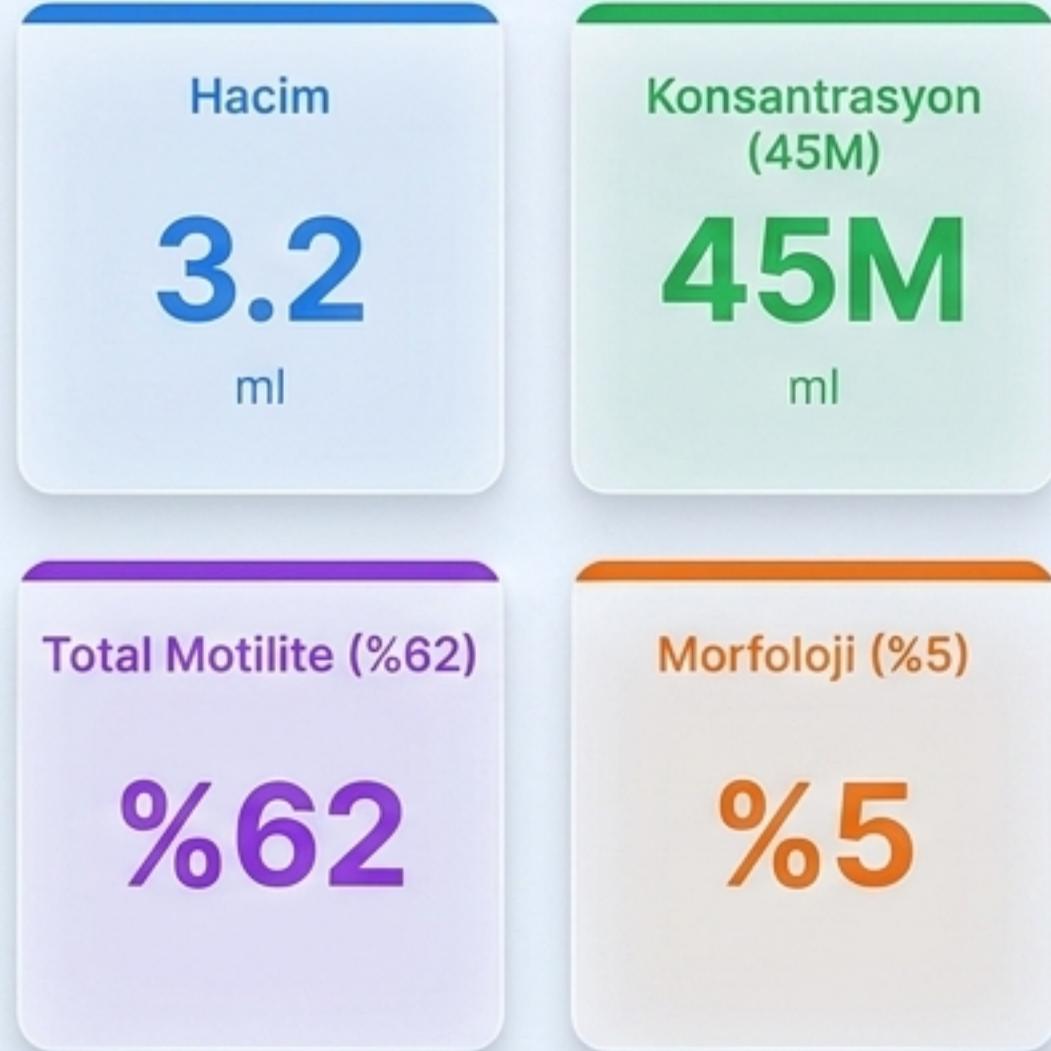 Hacim
3.2
ml
Konsantrasyon
(45M)
45M
ml
Total Motilite (%62)
%62
Morfoloji (%5)
%5